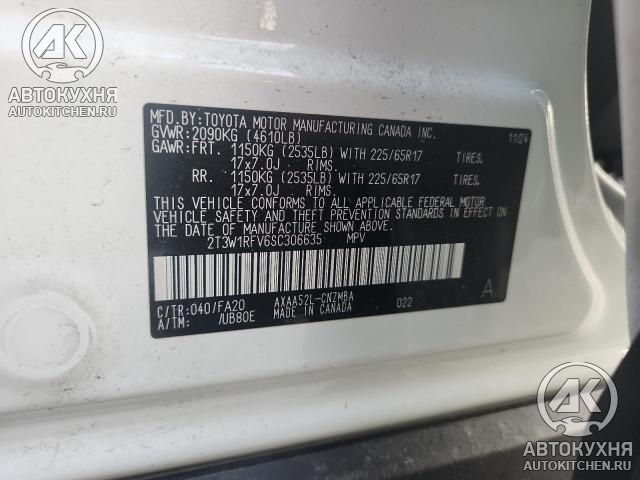 AK
АВТОКУХНЯ
AUTOKITCHEN.RU
MFD.BY:TOYOTA MOTOR MANUFACTURING CANADA INC.
GVWR:2090KG (4610LB) 11/24
GAWR:FRT. 1150KG (2535LB) WITH 225/65R17 TIRES.
17x7.0J RIMS.
RR. 1150KG (2535LB) WITH 225/65R17 TIRES.
17x7.0J RIMS.
THIS VEHICLE CONFORMS TO ALL APPLICABLE FEDERAL MOTOR
VEHICLE SAFETY AND THEFT PREVENTION STANDARDS IN EFFECT ON
THE DATE OF MANUFACTURE SHOWN ABOVE.
2T3W1RFV6SC306635 MPV
C/TR:040/FA20 AXAA52L-CNZMBA 022 A
A/TM: /UB80E MADE IN CANADA
AK
АВТОКУХНЯ
AUTOKITCHEN.RU